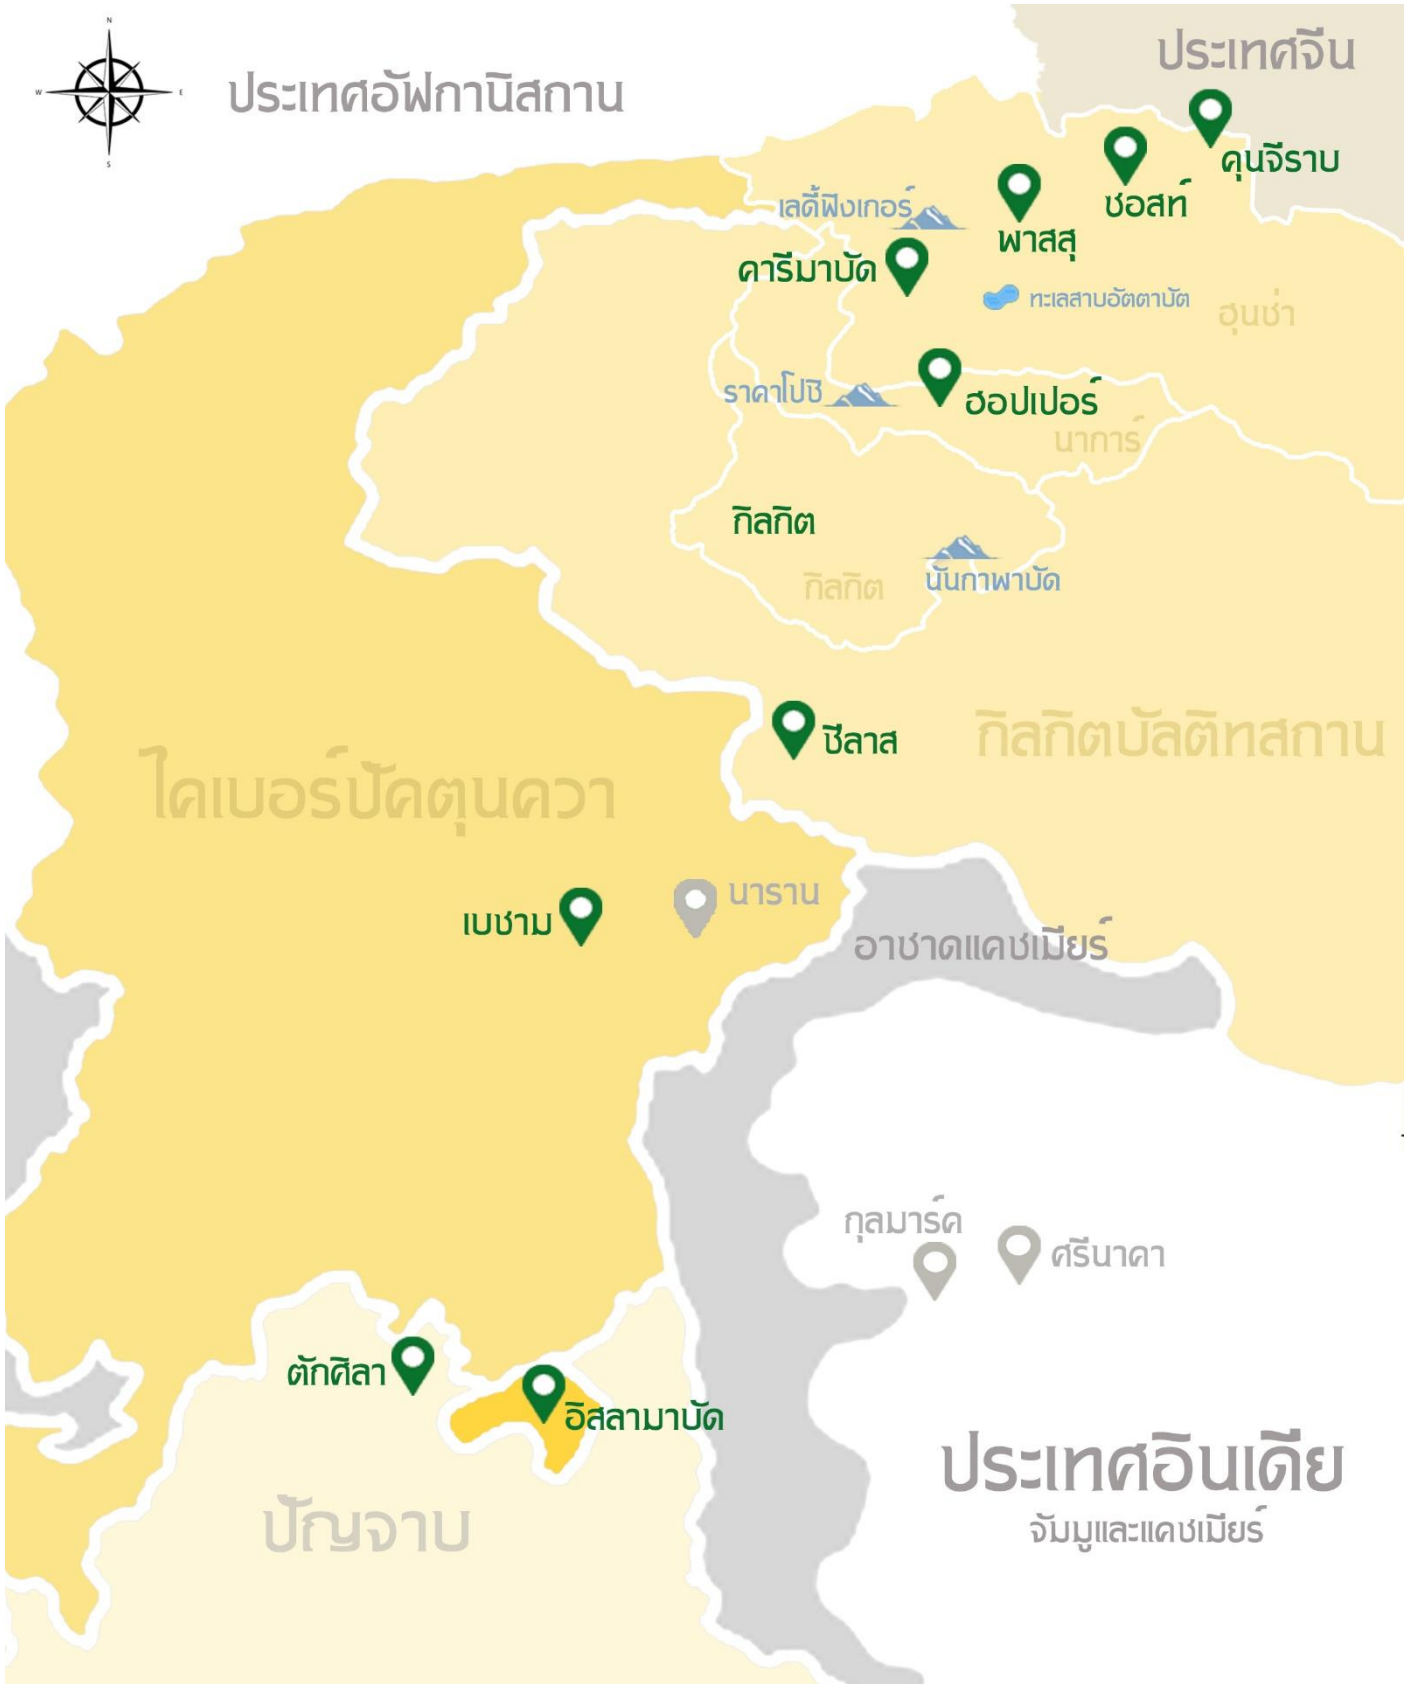 N
W
E
S
ประเทศอัฟกานิสถาน
ประเทศจีน
คุนจีราบ
ซอสท์
พาสสุ
เลดี้ฟิงเกอร์
คารีมาบัด
ทะเลสาบอัตตาบัต
ฮุนซ่า
ราคาโปชิ
ฮอปเปอร์
นาการ์
กิลกิต
กิลกิต
นันกาพาบัด
ชีลาส
กิลกิตบัลติทสถาน
ไคเบอร์ปัคตุนควา
นาราน
เบชาม
อาซาดแคชเมียร์
กุลมาร์ค
ศรีนาคา
ตักศิลา
อิสลามาบัด
ประเทศอินเดีย
จัมมูและแคชเมียร์
ปัญจาบ